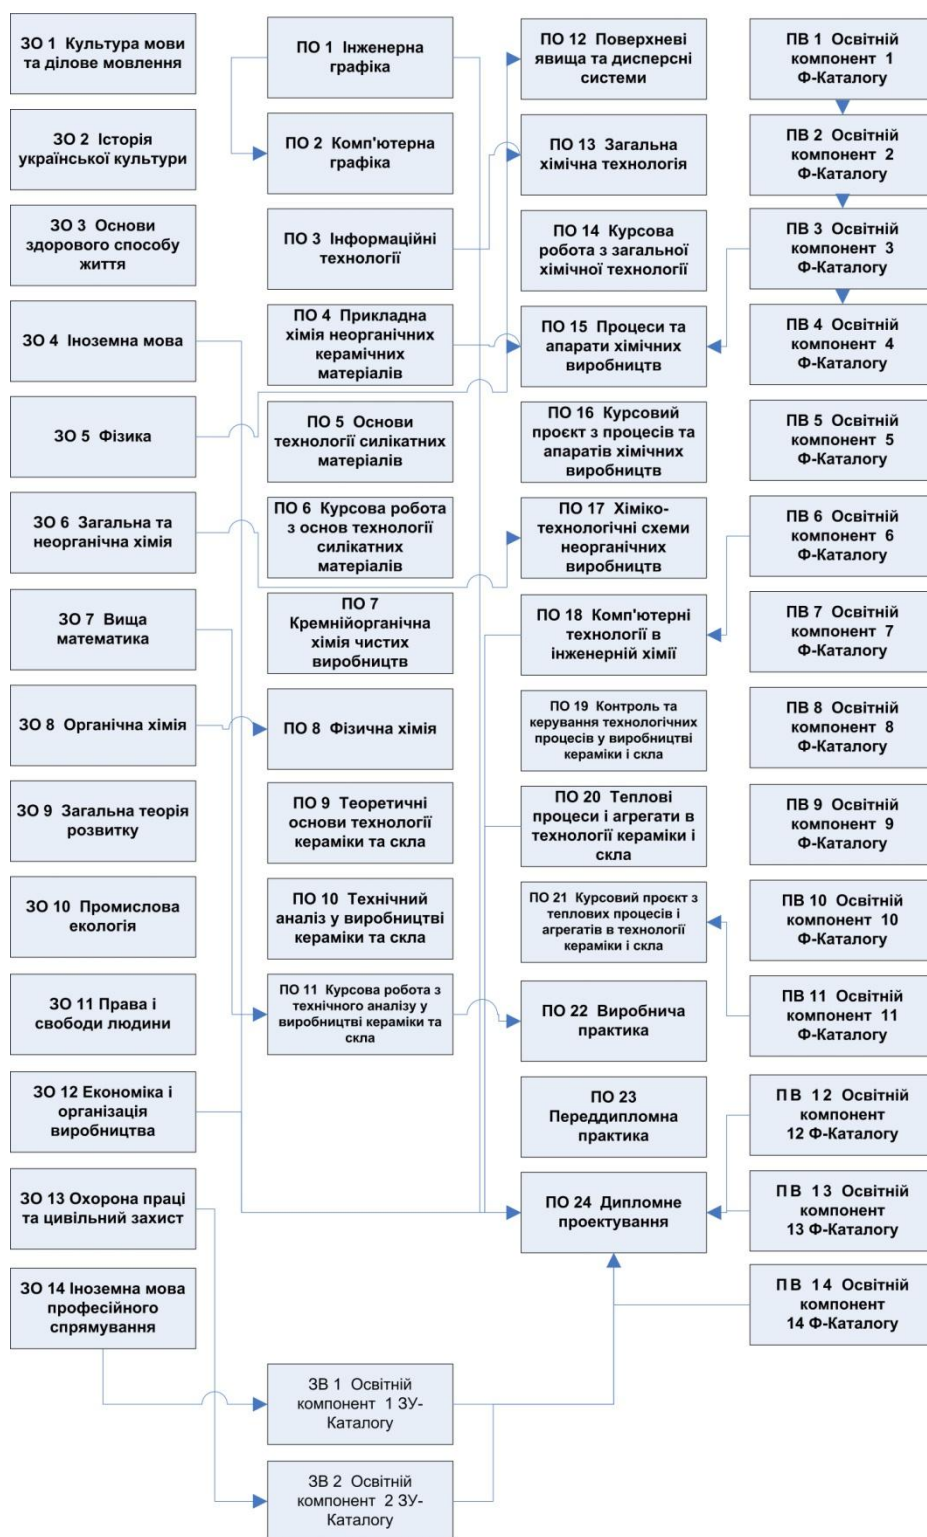 ЗО 1 Культура мови
та ділове мовлення
ЗО 2 Історія
української культури
ЗО 3 Основи
здорового способу
життя
ЗО 4 Іноземна мова
ЗО 5 Фізика
ЗО 6 Загальна та
неорганічна хімія
ЗО 7 Вища
математика
ЗО 8 Органічна хімія
ЗО 9 Загальна теорія
розвитку
ЗО 10 Промислова
екологія
ЗО 11 Права і
свободи людини
ЗО 12 Економіка і
організація
виробництва
ЗО 13 Охорона праці
та цивільний захист
ЗО 14 Іноземна мова
професійного
спрямування
ПО 1 Інженерна
графіка
ПО 2 Комп'ютерна
графіка
ПО 3 Інформаційні
технології
ПО 4 Прикладна
хімія неорганічних
керамічних
матеріалів
ПО 5 Основи
технології силікатних
матеріалів
ПО 6 Курсова робота
з основ технології
силікатних
матеріалів
ПО 7
Кремнійорганічна
хімія чистих
виробництв
ПО 8 Фізична хімія
ПО 9 Теоретичні
основи технології
кераміки та скла
ПО 10 Технічний
аналіз у виробництві
кераміки та скла
ПО 11 Курсова робота з
технічного аналізу у
виробництві кераміки та
скла
ЗВ 1 Освітній
компонент 1 ЗУ-
Каталогу
ЗВ 2 Освітній
компонент 2 ЗУ-
Каталогу
ПО 12 Поверхневі
явища та дисперсні
системи
ПО 13 Загальна
хімічна технологія
ПО 14 Курсова
робота з загальної
хімічної технології
ПО 15 Процеси та
апарати хімічних
виробництв
ПО 16 Курсовий
проєкт з процесів та
апаратів хімічних
виробництв
ПО 17 Хіміко-
технологічні схеми
неорганічних
виробництв
ПО 18 Комп'ютерні
технології в
інженерній хімії
ПО 19 Контроль та
керування технологічних
процесів у виробництві
кераміки і скла
ПО 20 Теплові
процеси і агрегати в
технології кераміки і
скла
ПО 21 Курсовий проєкт з
теплових процесів і
агрегатів в технології
кераміки і скла
ПО 22 Виробнича
практика
ПО 23
Переддипломна
практика
ПО 24 Дипломне
проектування
ПВ 1 Освітній
компонент 1
Ф-Каталогу
ПВ 2 Освітній
компонент 2
Ф-Каталогу
ПВ 3 Освітній
компонент 3
Ф-Каталогу
ПВ 4 Освітній
компонент 4
Ф-Каталогу
ПВ 5 Освітній
компонент 5
Ф-Каталогу
ПВ 6 Освітній
компонент 6
Ф-Каталогу
ПВ 7 Освітній
компонент 7
Ф-Каталогу
ПВ 8 Освітній
компонент 8
Ф-Каталогу
ПВ 9 Освітній
компонент 9
Ф-Каталогу
ПВ 10 Освітній
компонент 10
Ф-Каталогу
ПВ 11 Освітній
компонент 11
Ф-Каталогу
ПВ 12 Освітній
компонент
12 Ф-Каталогу
ПВ 13 Освітній
компонент
13 Ф-Каталогу
ПВ 14 Освітній
компонент
14 Ф-Каталогу